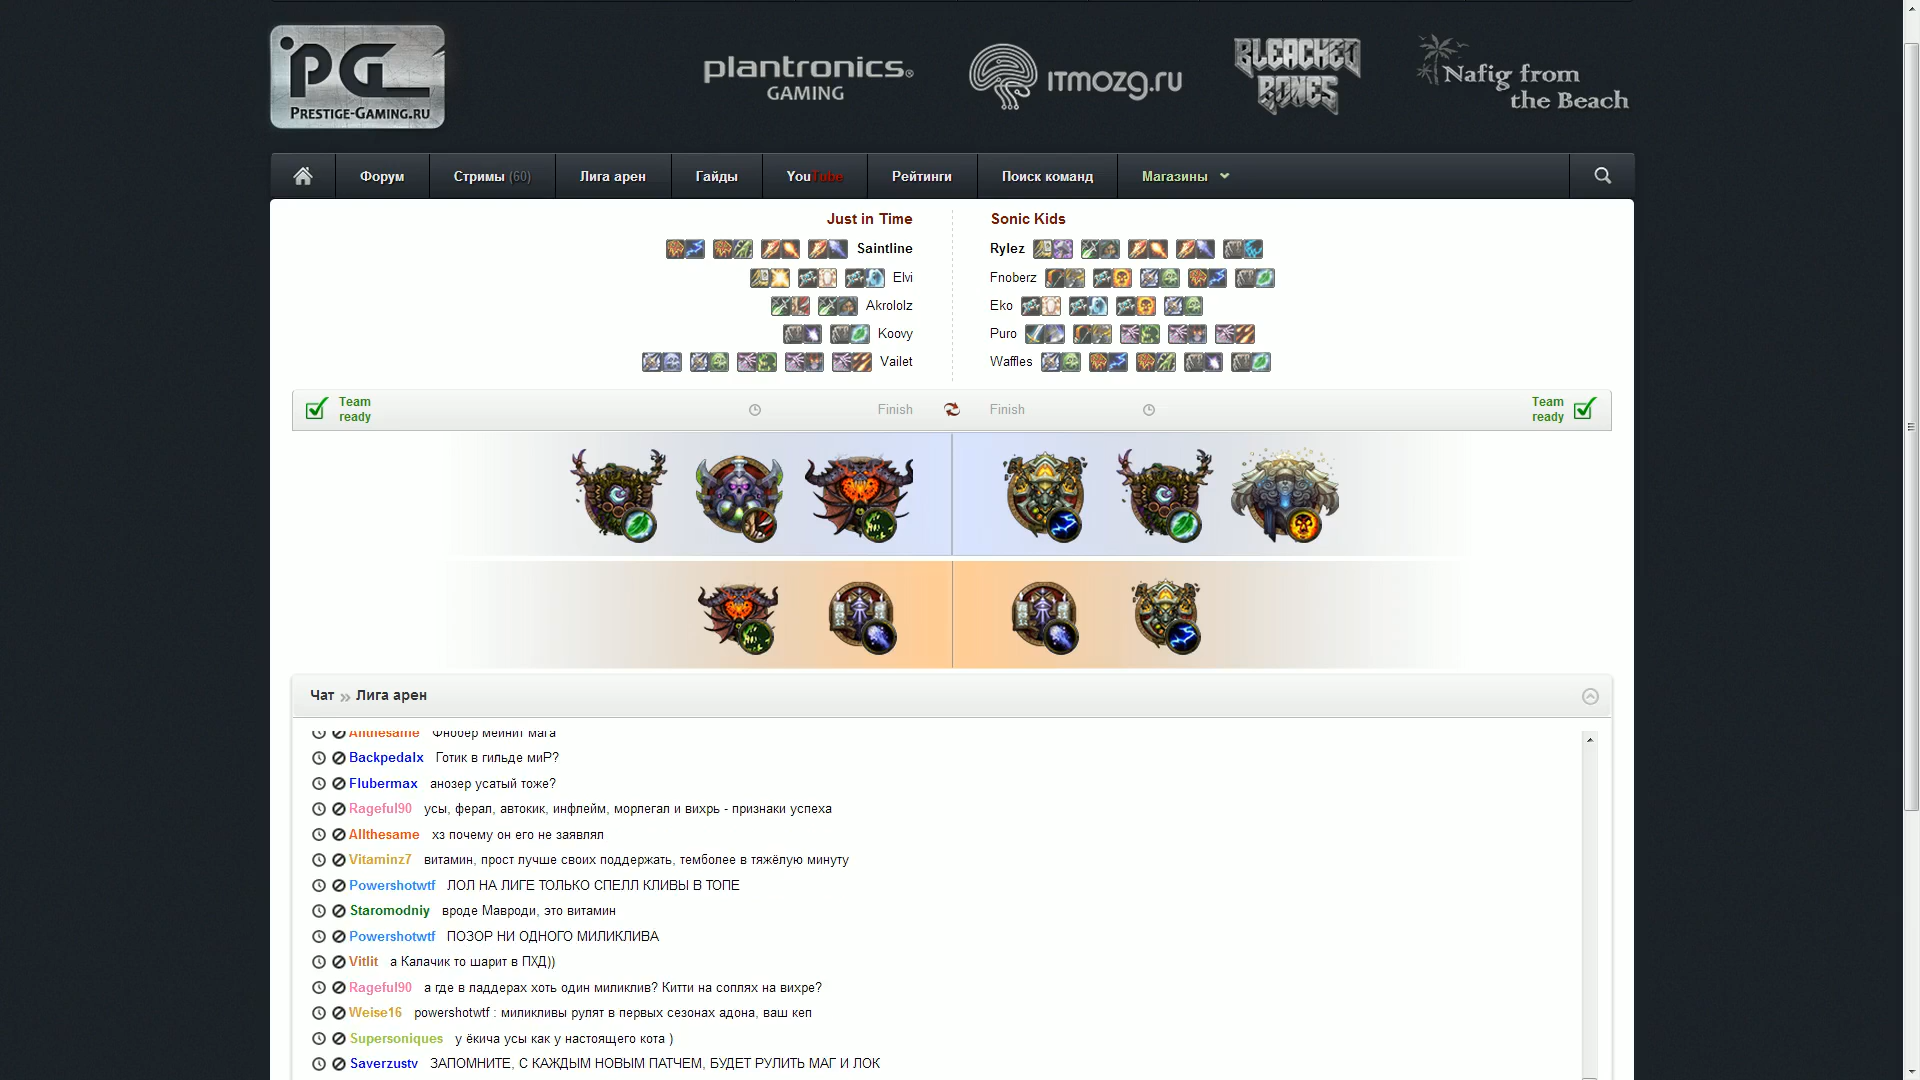 PG
PRESTIGE-GAMING.RU
plantronics®
GAMING
ITMOZG.RU
BLEACHED
BONES
Nafig from
the Beach
Форум
Стримы (60)
Лига арен
Гайды
YouTube
Рейтинги
Поиск команд
Магазины
Just in Time
Sonic Kids
Saintline
Rylez
Elvi
Fnoberz
Akrololz
Eko
Koovy
Puro
Vailet
Waffles
Team
ready
Finish
Finish
Team
ready
Чат » Лига арен
Allthesame Фнобер мейнит мага
Backpedalx Готик в гильде миР?
Flubermax анозер усатый тоже?
Rageful90 усы, ферал, автокик, инфлейм, морлегал и вихрь - признаки успеха
Allthesame хз почему он его не заявлял
Vitaminz7 витамин, прост лучше своих поддержать, темболее в тяжёлую минуту
Powershotwtf ЛОЛ НА ЛИГЕ ТОЛЬКО СПЕЛЛ КЛИВЫ В ТОПЕ
Staromodniy вроде Мавроди, это витамин
Powershotwtf ПОЗОР НИ ОДНОГО МИЛИКЛИВА
Vitlit а Калачик то шарит в ПХД))
Rageful90 а где в ладдерах хоть один миликлив? Китти на соплях на вихре?
Weise16 powershotwtf : миликливы рулят в первых сезонах адона, ваш кеп
Supersoniques у ёкича усы как у настоящего кота )
Saverzustv ЗАПОМНИТЕ, С КАЖДЫМ НОВЫМ ПАТЧЕМ, БУДЕТ РУЛИТЬ МАГ И ЛОК